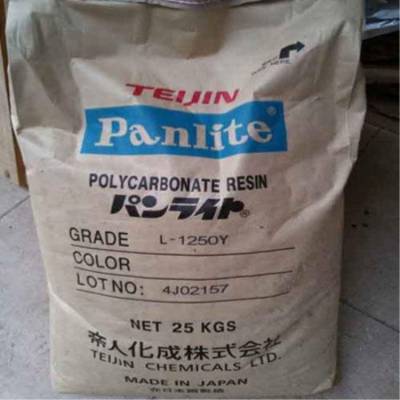 TEIJIN
Panlite®
POLYCARBONATE RESIN
パンライト®
GRADE L-1250Y
COLOR
LOT NO: 4J02157
NET 25 KGS
帝人化成株式会社
TEIJIN CHEMICALS LTD.
MADE IN JAPAN